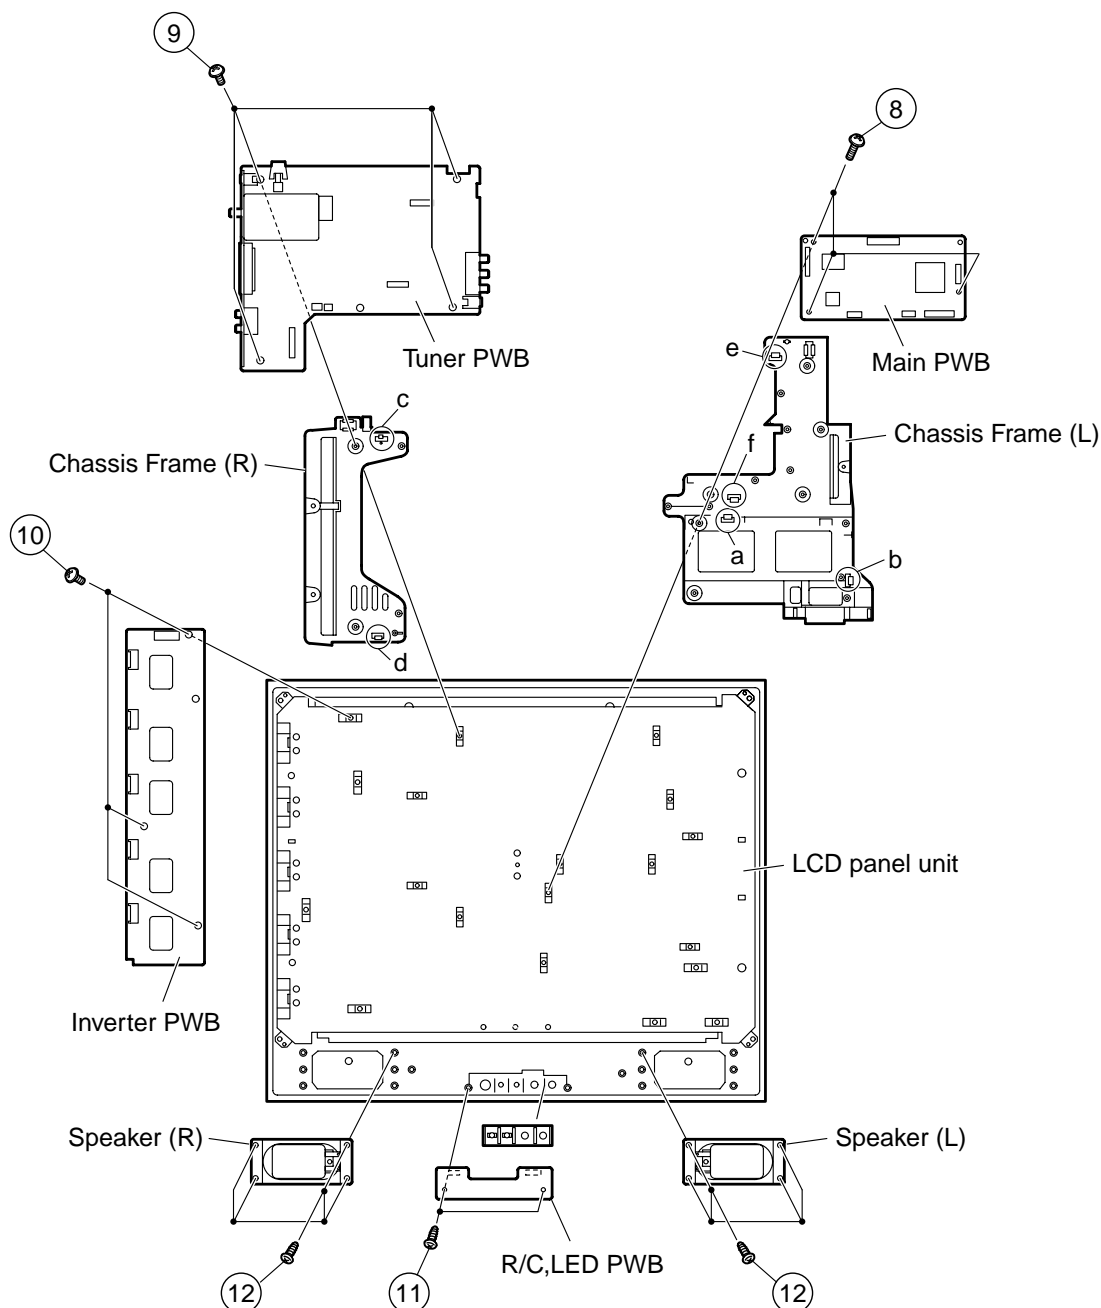 9
8
Tuner PWB
Main PWB
e
c
Chassis Frame (L)
f
Chassis Frame (R)
10
a
b
d
LCD panel unit
Inverter PWB
Speaker (R)
Speaker (L)
R/C,LED PWB
12
11
12